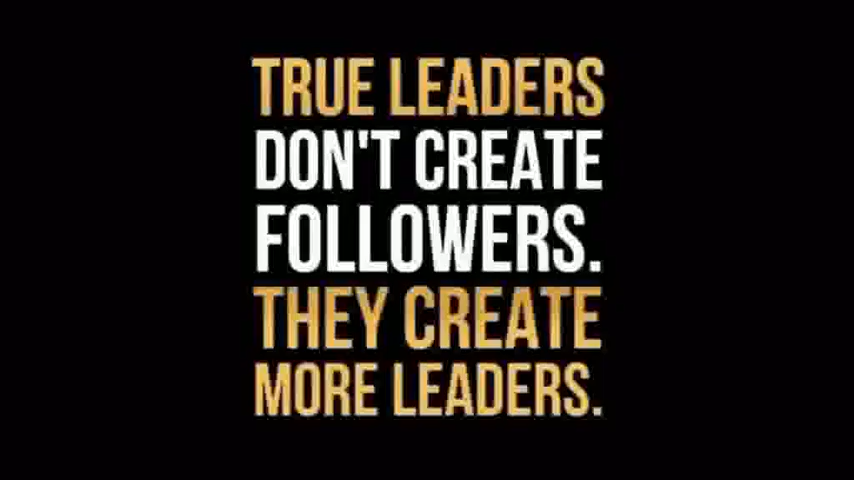 TRUE LEADERS
DON'T CREATE
FOLLOWERS.
THEY CREATE
MORE LEADERS.